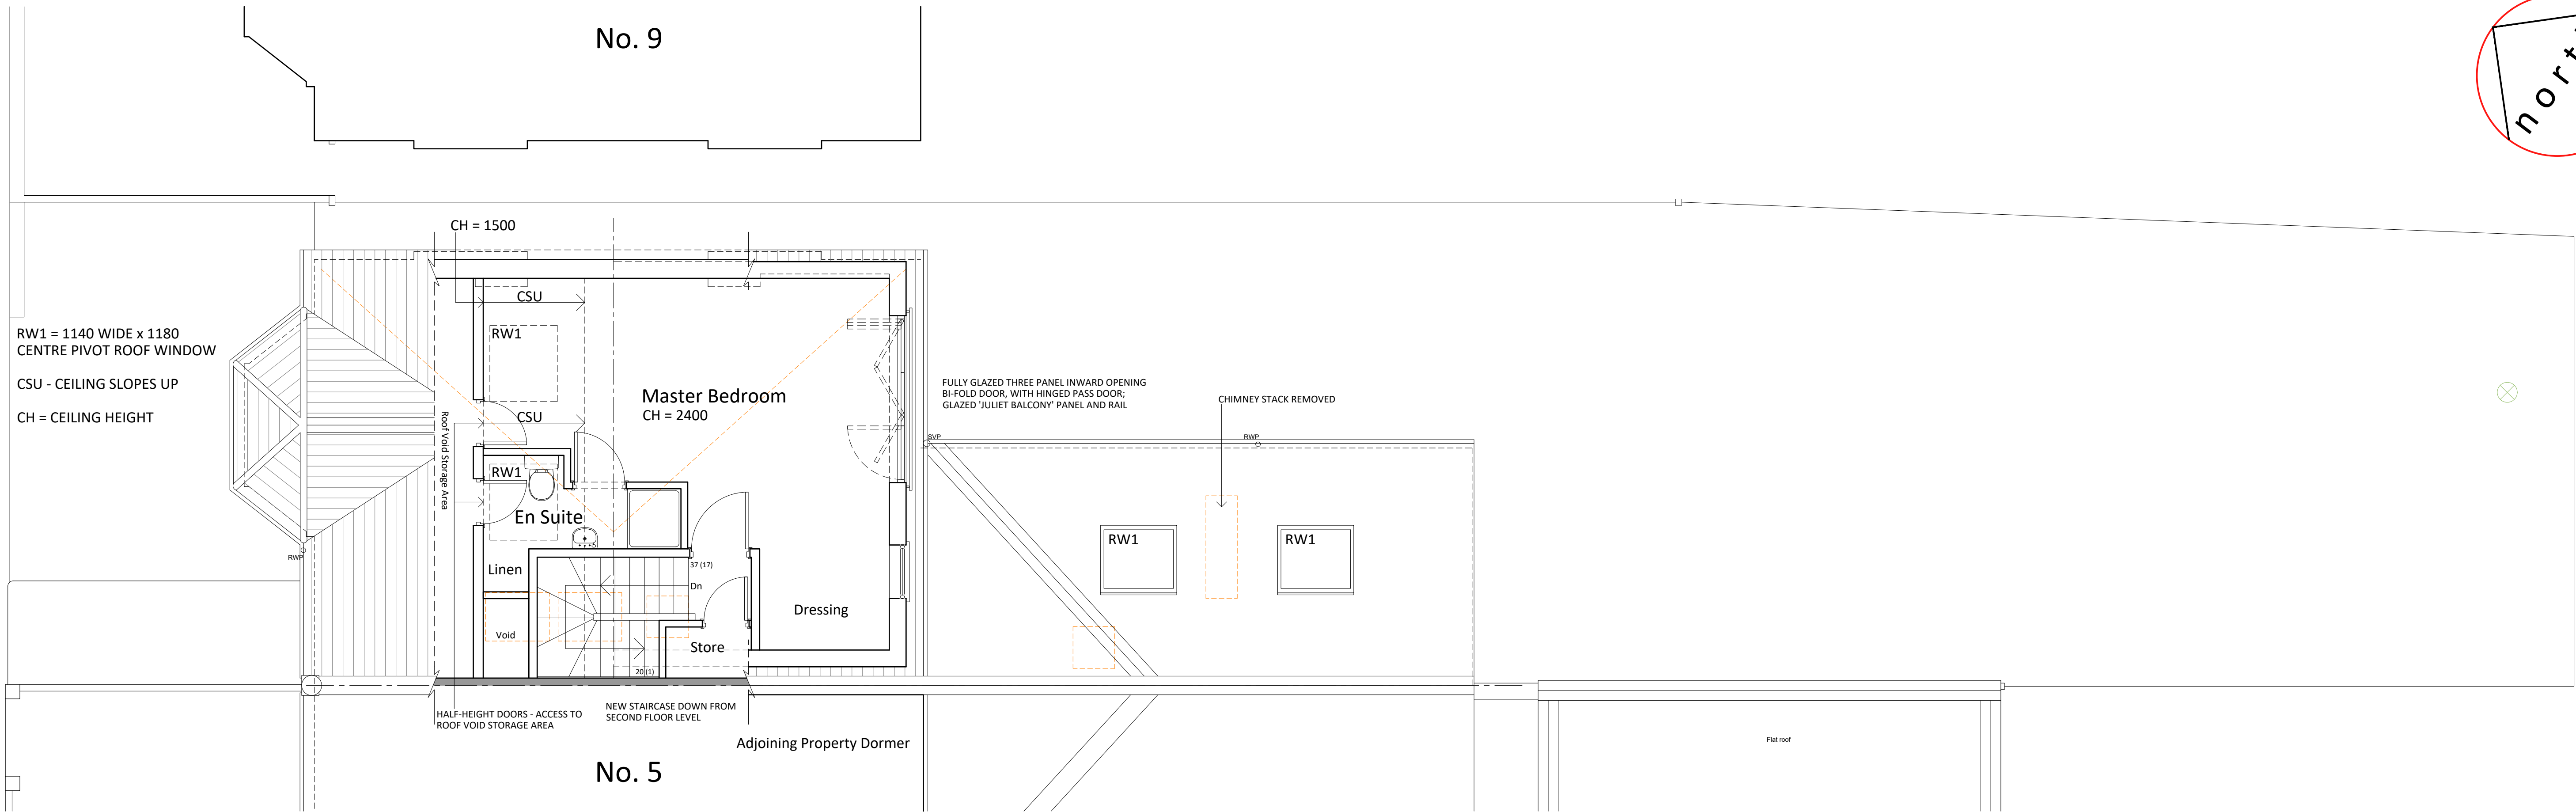 No. 9
nort
CH = 1500
CSU
RW1
RW1 = 1140 WIDE x 1180
CENTRE PIVOT ROOF WINDOW
CSU - CEILING SLOPES UP
CH = CEILING HEIGHT
Master Bedroom
CH = 2400
CSU
Roof Void Storage Area
FULLY GLAZED THREE PANEL INWARD OPENING
BI-FOLD DOOR, WITH HINGED PASS DOOR;
GLAZED 'JULIET BALCONY' PANEL AND RAIL
CHIMNEY STACK REMOVED
SVP
RWP
RW1
En Suite
RW1
RW1
RWP
Linen
37 (17)
Dn
Dressing
Void
Store
20 (1)
HALF-HEIGHT DOORS - ACCESS TO
ROOF VOID STORAGE AREA
NEW STAIRCASE DOWN FROM
SECOND FLOOR LEVEL
Adjoining Property Dormer
Flat roof
No. 5